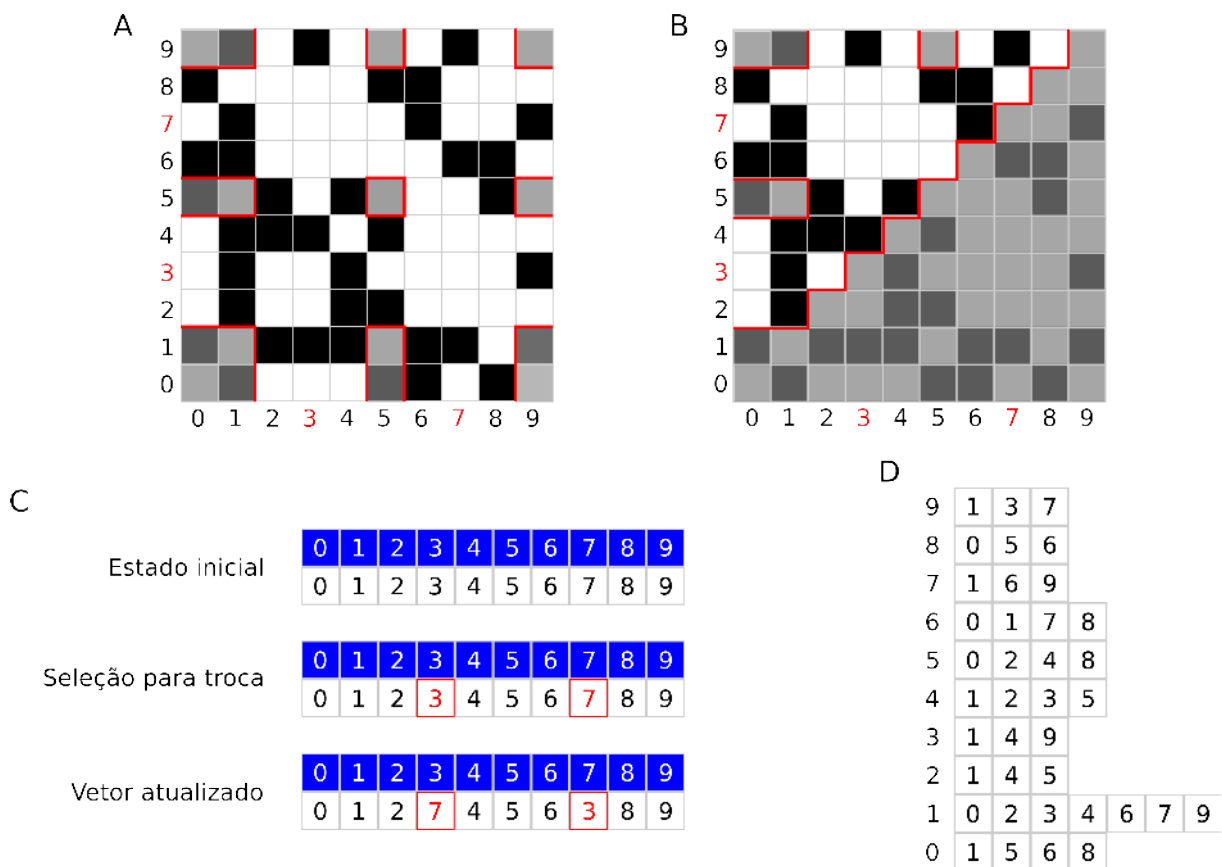 A
9
8
7
6
5
4
3
2
1
0
0 1 2 3 4 5 6 7 8 9
B
9
8
7
6
5
4
3
2
1
0
0 1 2 3 4 5 6 7 8 9
C
0 1 2 3 4 5 6 7 8 9
Estado inicial
0 1 2 3 4 5 6 7 8 9
0 1 2 3 4 5 6 7 8 9
Seleção para troca
0 1 2 3 4 5 6 7 8 9
0 1 2 3 4 5 6 7 8 9
Vetor atualizado
0 1 2 7 4 5 6 3 8 9
D
9 1 3 7
8 0 5 6
7 1 6 9
6 0 1 7 8
5 0 2 4 8
4 1 2 3 5
3 1 4 9
2 1 4 5
1 0 2 3 4 6 7 9
0 1 5 6 8